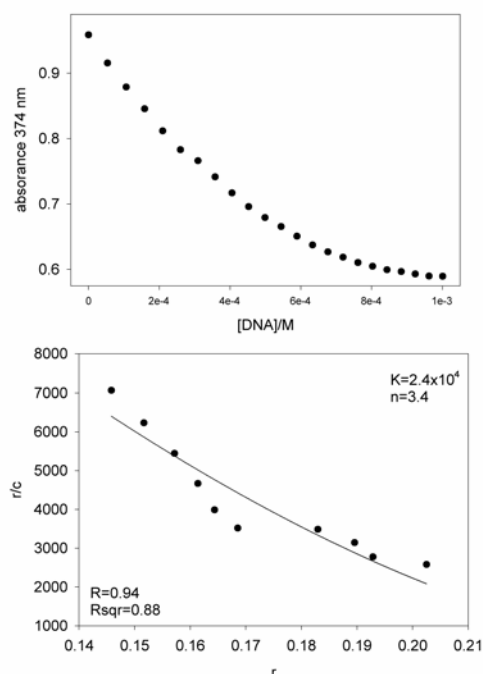 absorance 374 nm
0.9
0.8
0.7
0.6
0
2e-4
4e-4
6e-4
8e-4
1e-3
[DNA]/M
r/c
8000
7000
6000
5000
4000
3000
2000
1000
K=2.4x10⁴
n=3.4
R=0.94
Rsqr=0.88
0.14
0.15
0.16
0.17
0.18
0.19
0.20
0.21
r